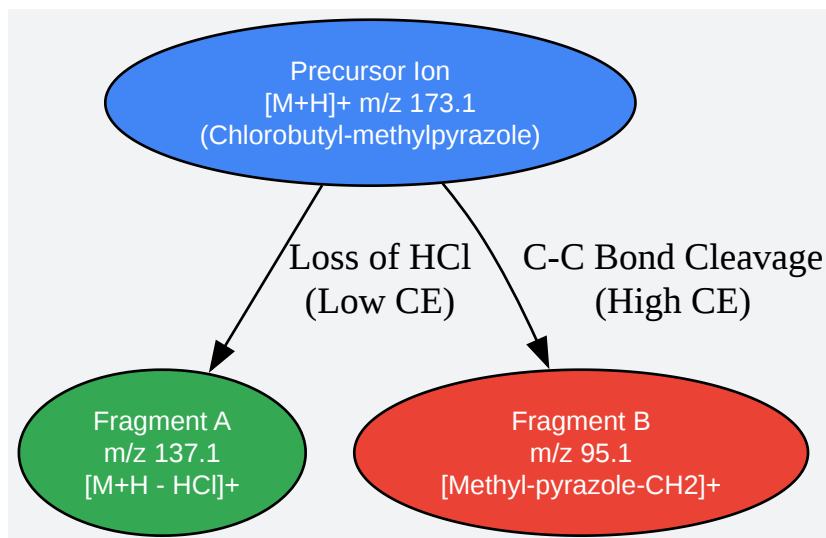 Precursor Ion
[M+H]+ m/z 173.1
(Chlorobutyl-methylpyrazole)
Loss of HCl
(Low CE)
C-C Bond Cleavage
(High CE)
Fragment A
m/z 137.1
[M+H - HCl]+
Fragment B
m/z 95.1
[Methyl-pyrazole-CH2]+